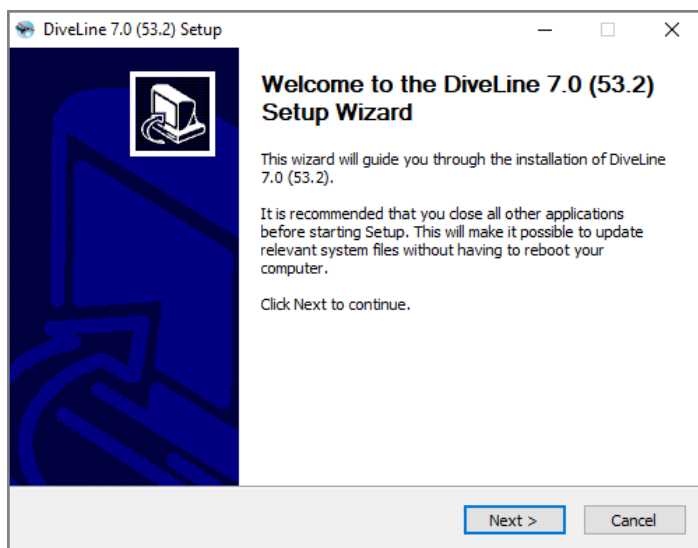 DiveLine 7.0 (53.2) Setup
Welcome to the DiveLine 7.0 (53.2)
Setup Wizard
This wizard will guide you through the installation of DiveLine
7.0 (53.2).
It is recommended that you close all other applications
before starting Setup. This will make it possible to update
relevant system files without having to reboot your
computer.
Click Next to continue.
Next >
Cancel